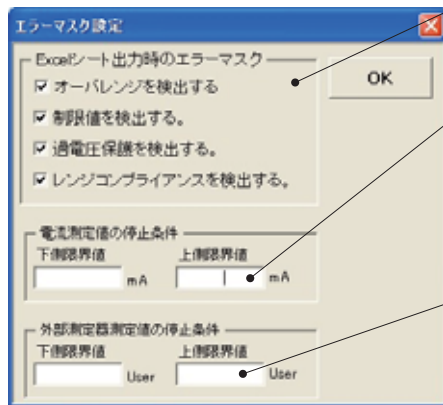 エラーマスク設定
Excelシート出力時のエラーマスク
オーバレンジを検出する
OK
制限値を検出する。
過電圧保護を検出する。
レンジコンプライアンスを検出する。
電流測定値の停止条件
下側限界値 上側限界値
mA mA
外部測定器測定値の停止条件
下側限界値 上側限界値
User User